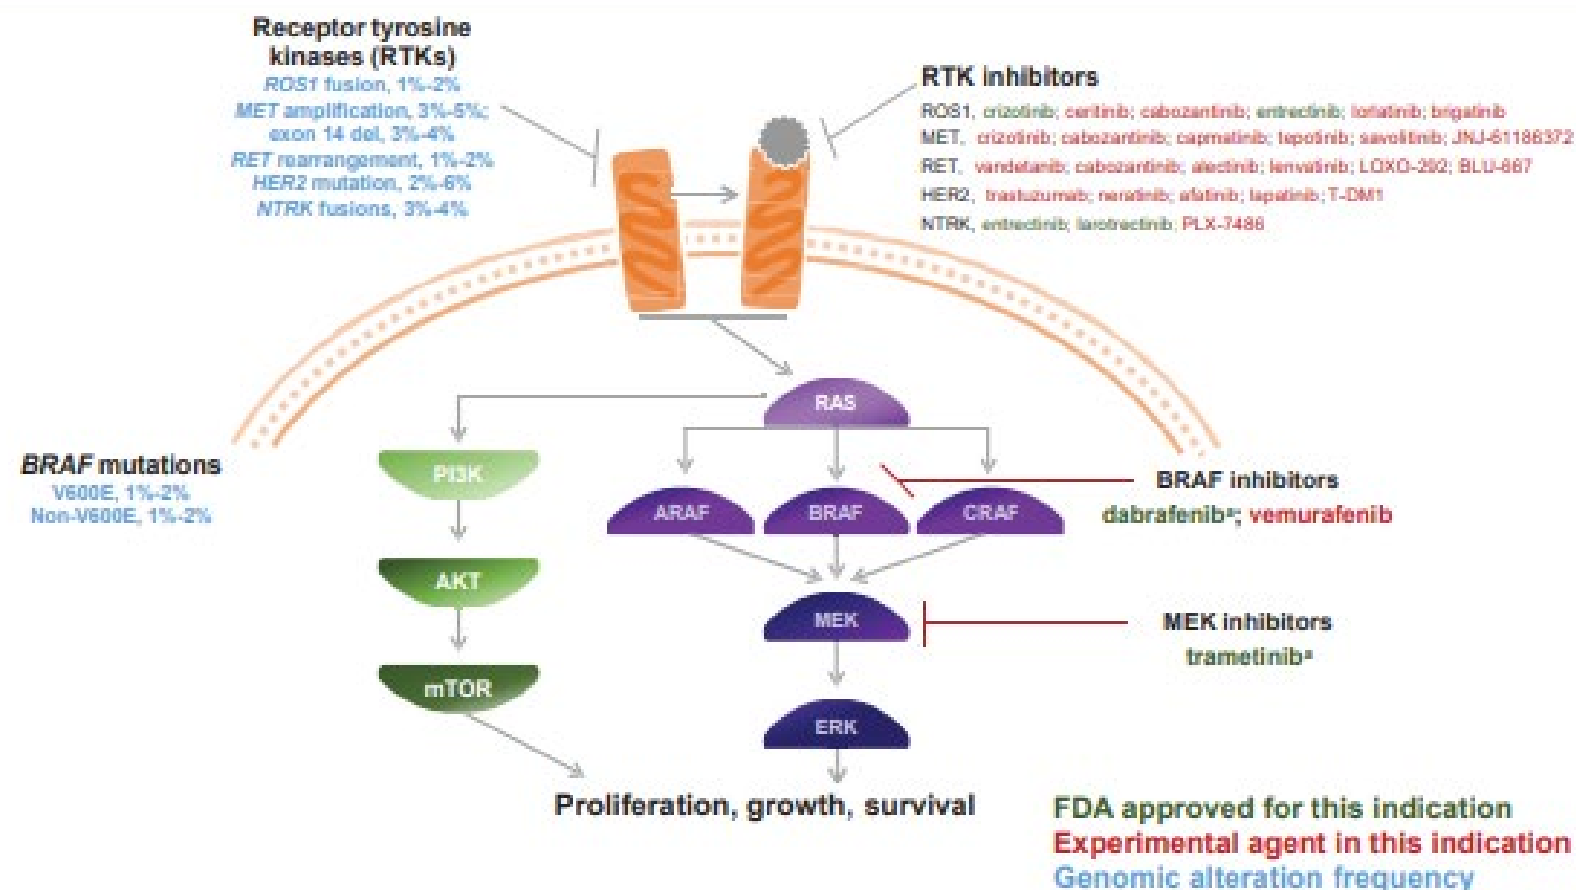 Receptor tyrosine
kinases (RTKs)
ROS1 fusion, 1%-2%
MET amplification, 3%-5%;
exon 14 del, 3%-4%
RET rearrangement, 1%-2%
HER2 mutation, 2%-6%
NTRK fusions, 3%-4%
RTK inhibitors
ROS1, crizotinib; ceritinib; cabozantinib; entrectinib; lorlatinib; brigatinib
MET, crizotinib; cabozantinib; capmatinib; tepotinib; savolitinib; JNJ-61186372
RET, vandetanib; cabozantinib; alectinib; lenvatinib; LOXO-292; BLU-667
HER2, trastuzumab; neratinib; afatinib; lapatinib; T-DM1
NTRK, entrectinib; larotrectinib; PLX-7486
RAS
BRAF mutations
V600E, 1%-2%
Non-V600E, 1%-2%
PI3K
ARAF
BRAF
CRAF
BRAF inhibitors
dabrafenibᵃ; vemurafenib
AKT
MEK
MEK inhibitors
trametinibᵃ
mTOR
ERK
Proliferation, growth, survival
FDA approved for this indication
Experimental agent in this indication
Genomic alteration frequency